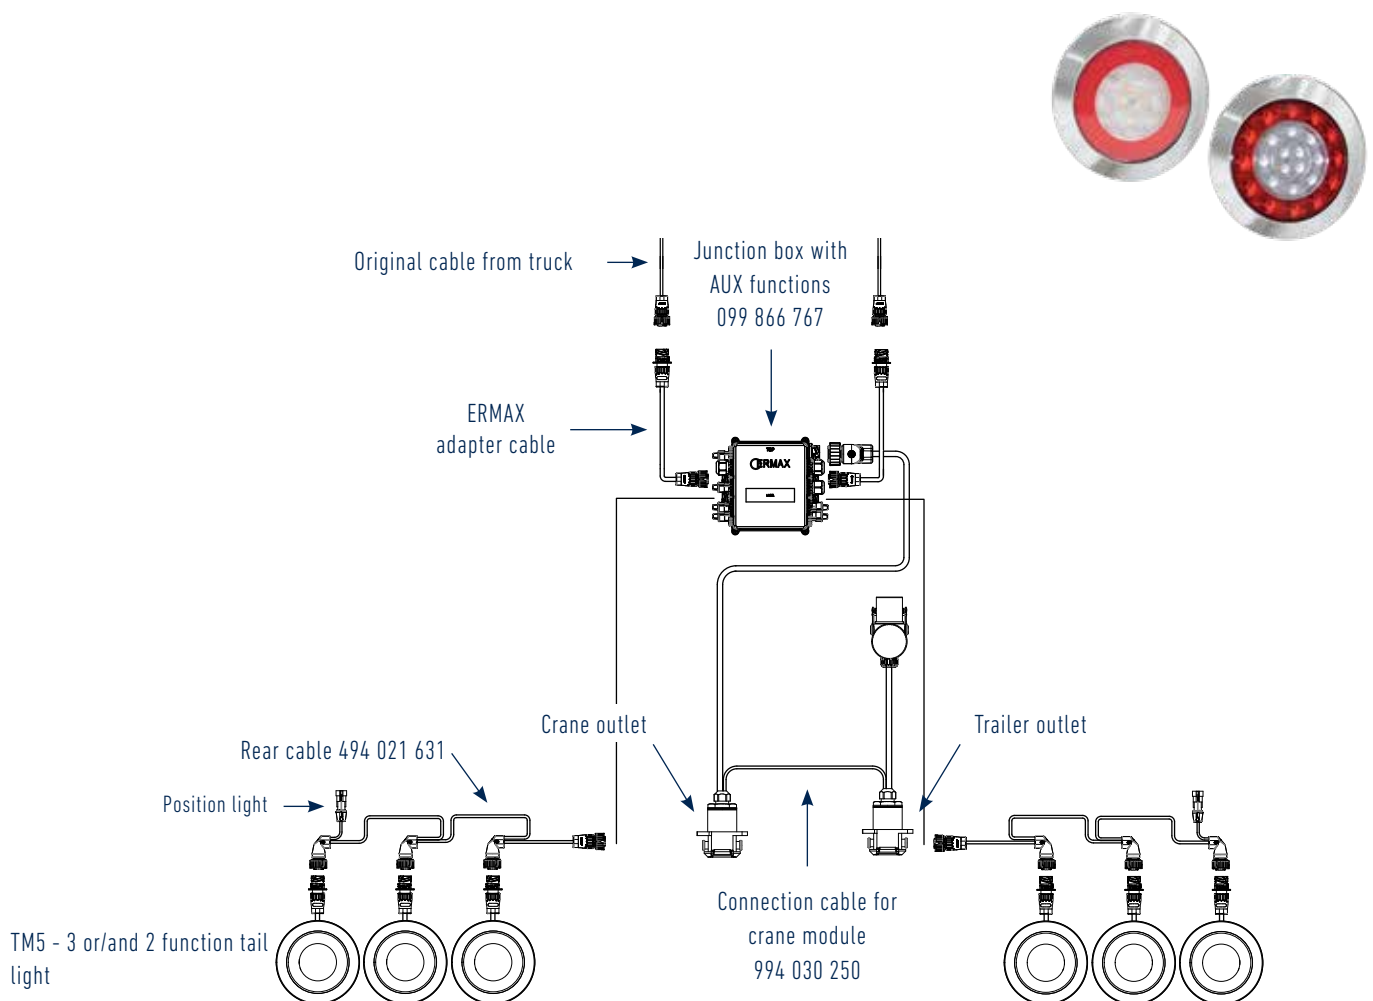 Original cable from truck
Junction box with
AUX functions
099 866 767
ERMAX
adapter cable
TOP
ERMAX
Crane outlet
Trailer outlet
Rear cable 494 021 631
Position light
Connection cable for
crane module
994 030 250
TM5 - 3 or/and 2 function tail
light